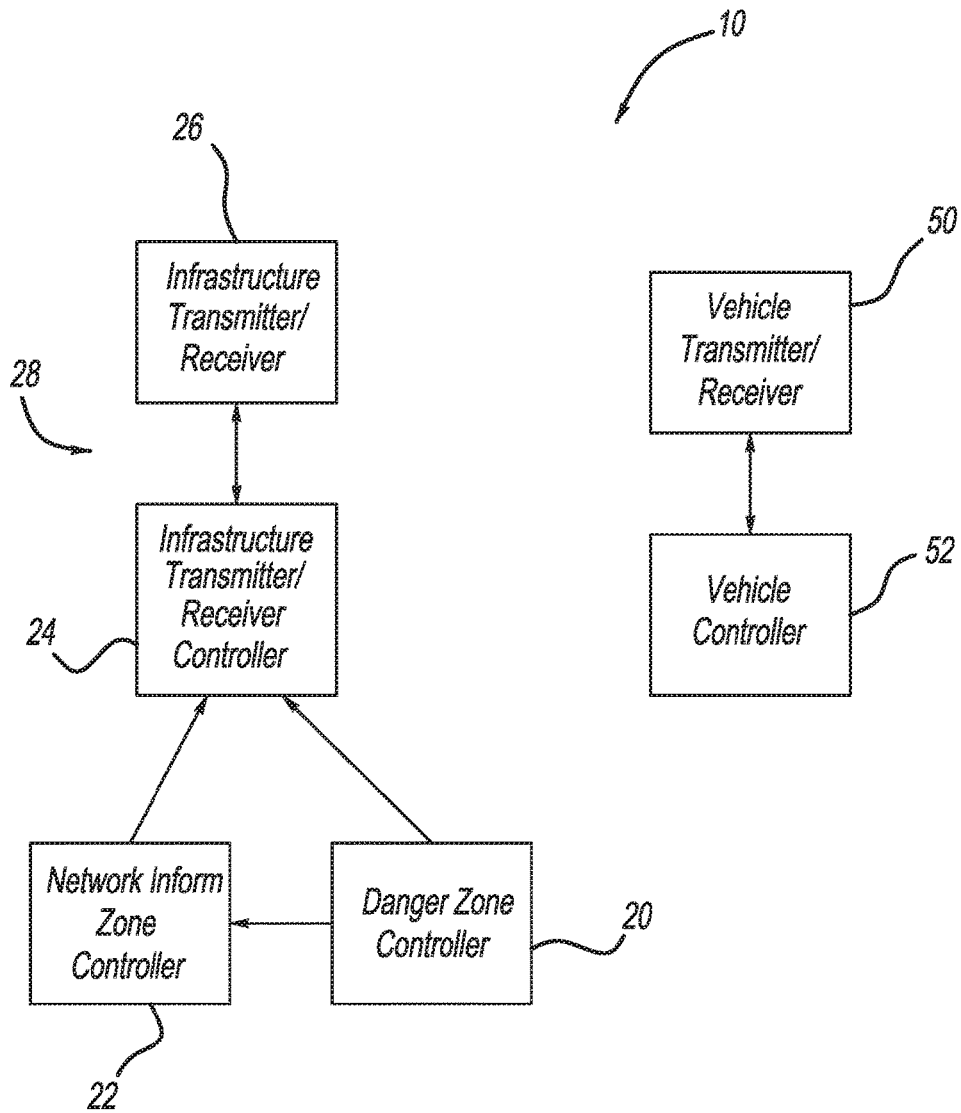 10
26
Infrastructure
Transmitter/
Receiver
28
50
Vehicle
Transmitter/
Receiver
Infrastructure
Transmitter/
Receiver
Controller
24
52
Vehicle
Controller
Network Inform
Zone
Controller
22
Danger Zone
Controller
20